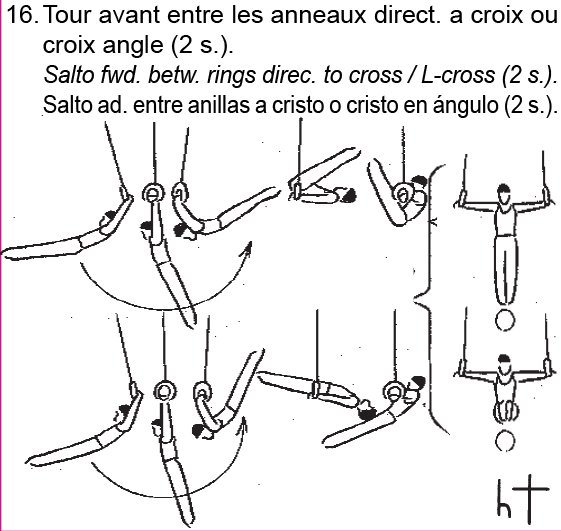 16. Tour avant entre les anneaux direct. a croix ou
croix angle (2 s.).
Salto fwd. betw. rings direc. to cross / L-cross (2 s.).
Salto ad. entre anillas a cristo o cristo en ángulo (2 s.).